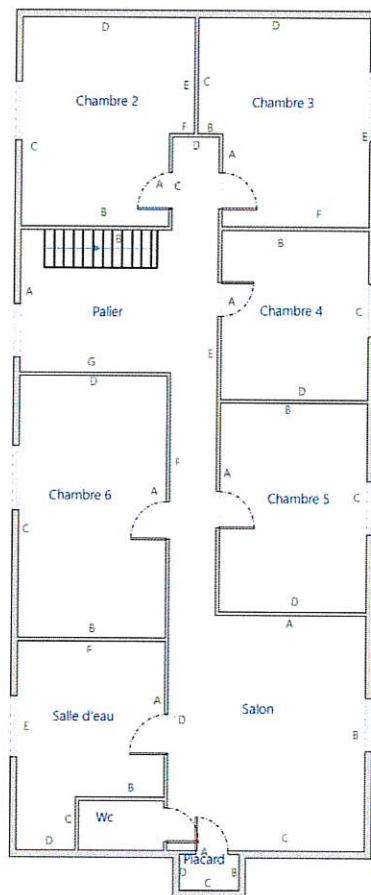 D
D
Chambre 2
C
Chambre 3
E
E
F
B
D
C
A
A
C
B
F
B
B
A
Palier
A
Chambre 4
C
E
G
D
D
B
F
Chambre 6
A
A
Chambre 5
C
C
D
B
A
F
A
Salle d'eau
D
Salon
E
B
B
C
Wc
D
A
C
Placard
D
B
C